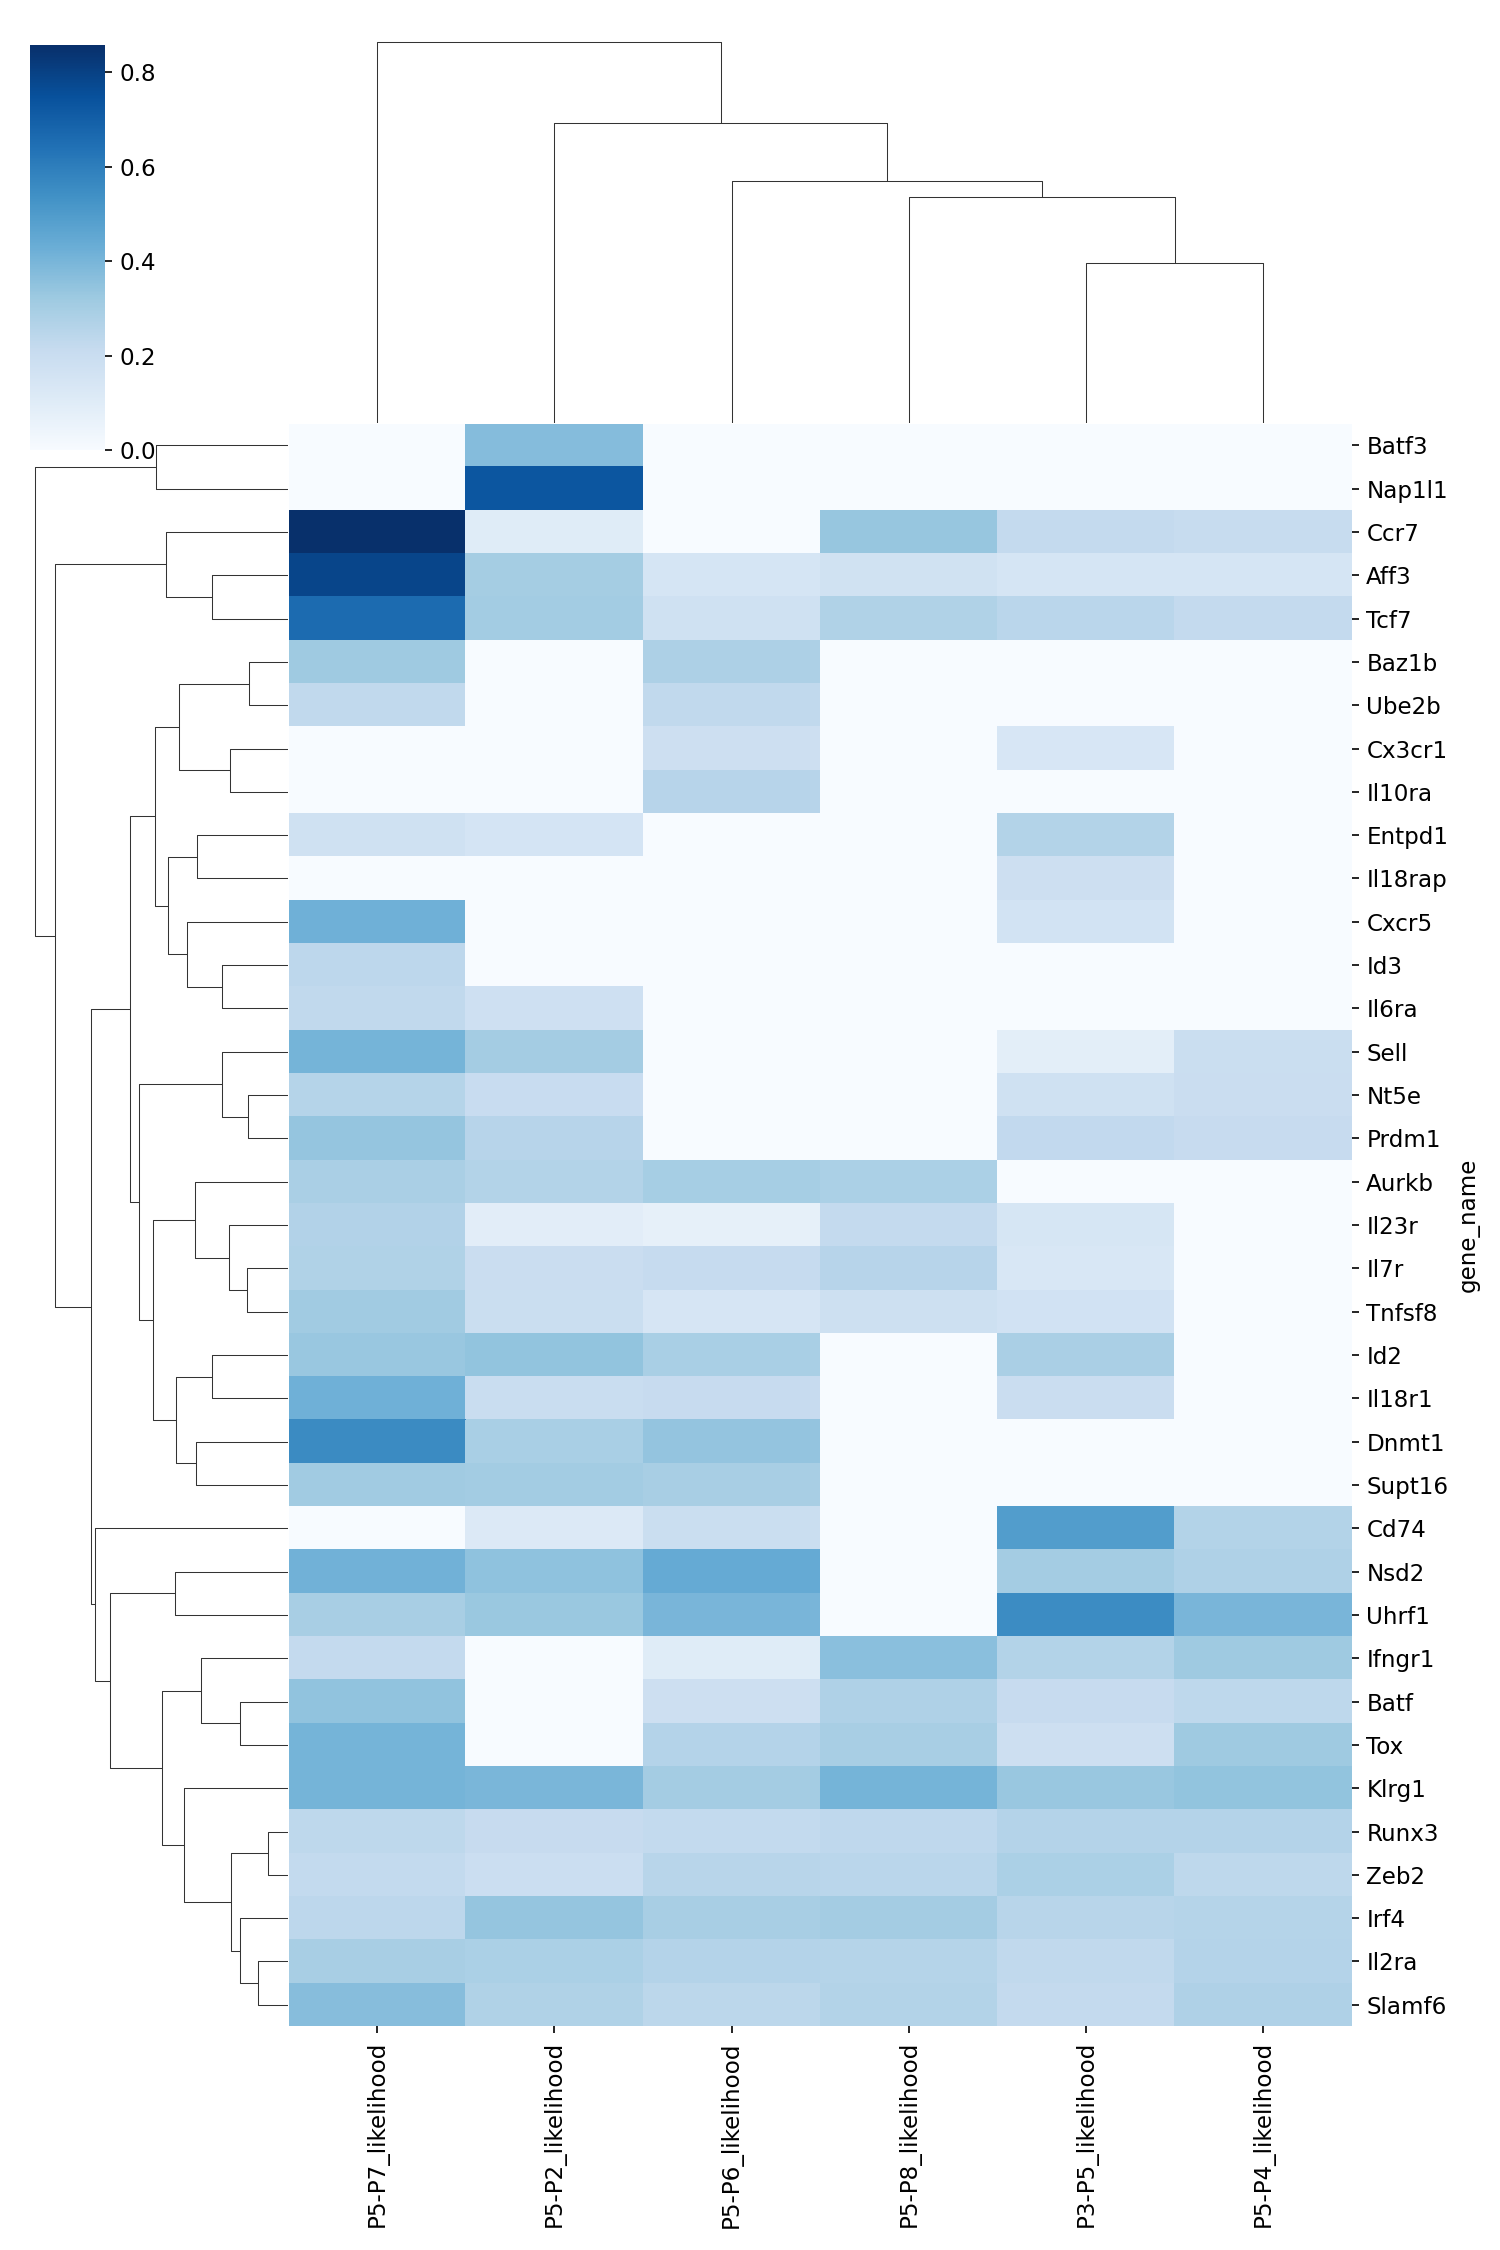 0.8
0.6
0.4
0.2
0.0
Batf3
Nap1l1
Ccr7
Aff3
Tcf7
Baz1b
Ube2b
Cx3cr1
Il10ra
Entpd1
Il18rap
Cxcr5
Id3
Il6ra
Sell
Nt5e
Prdm1
Aurkb
Il23r
Il7r
Tnfsf8
Id2
Il18r1
Dnmt1
Supt16
Cd74
Nsd2
Uhrf1
Ifngr1
Batf
Tox
Klrg1
Runx3
Zeb2
Irf4
Il2ra
Slamf6
gene_name
P5-P7_likelihood
P5-P2_likelihood
P5-P6_likelihood
P5-P8_likelihood
P3-P5_likelihood
P5-P4_likelihood